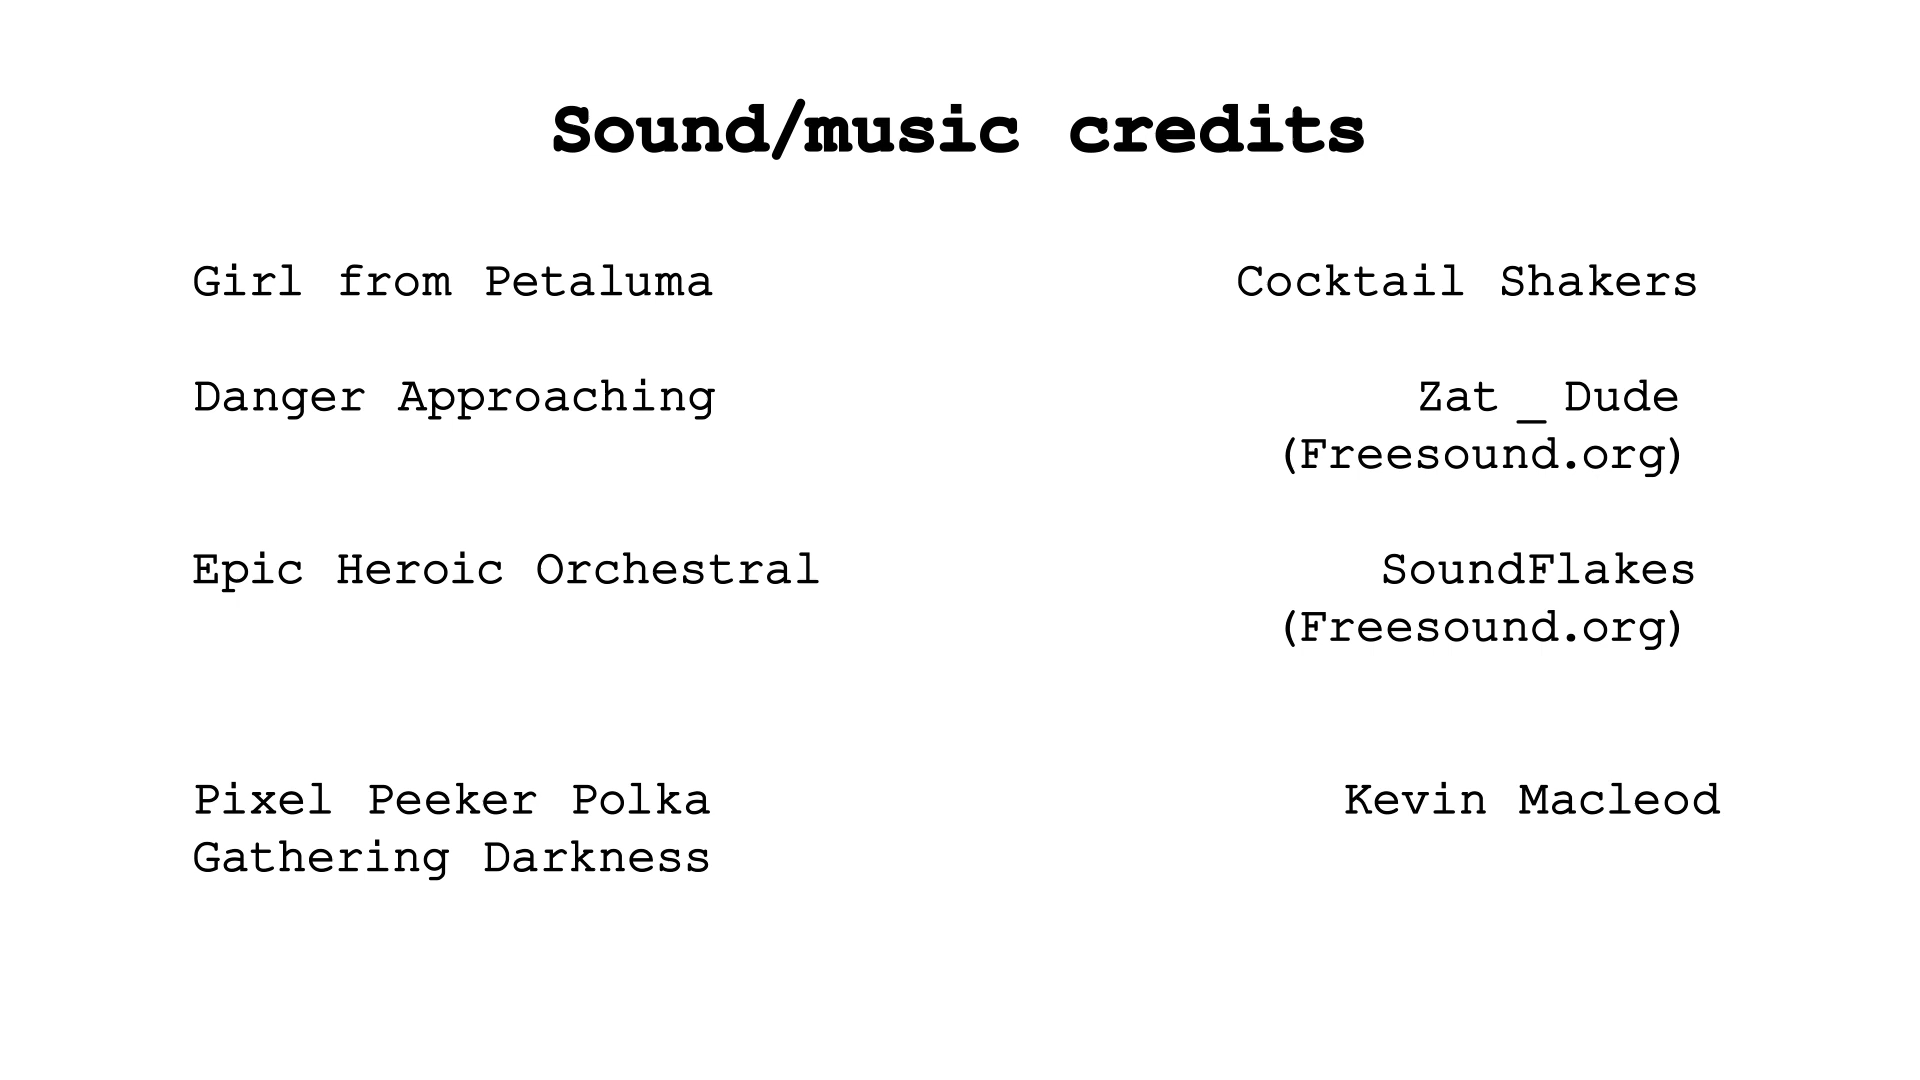 Sound/music credits
Girl from Petaluma Cocktail Shakers
Danger Approaching Zat _ Dude
(Freesound.org)
Epic Heroic Orchestral SoundFlakes
(Freesound.org)
Pixel Peeker Polka Kevin Macleod
Gathering Darkness